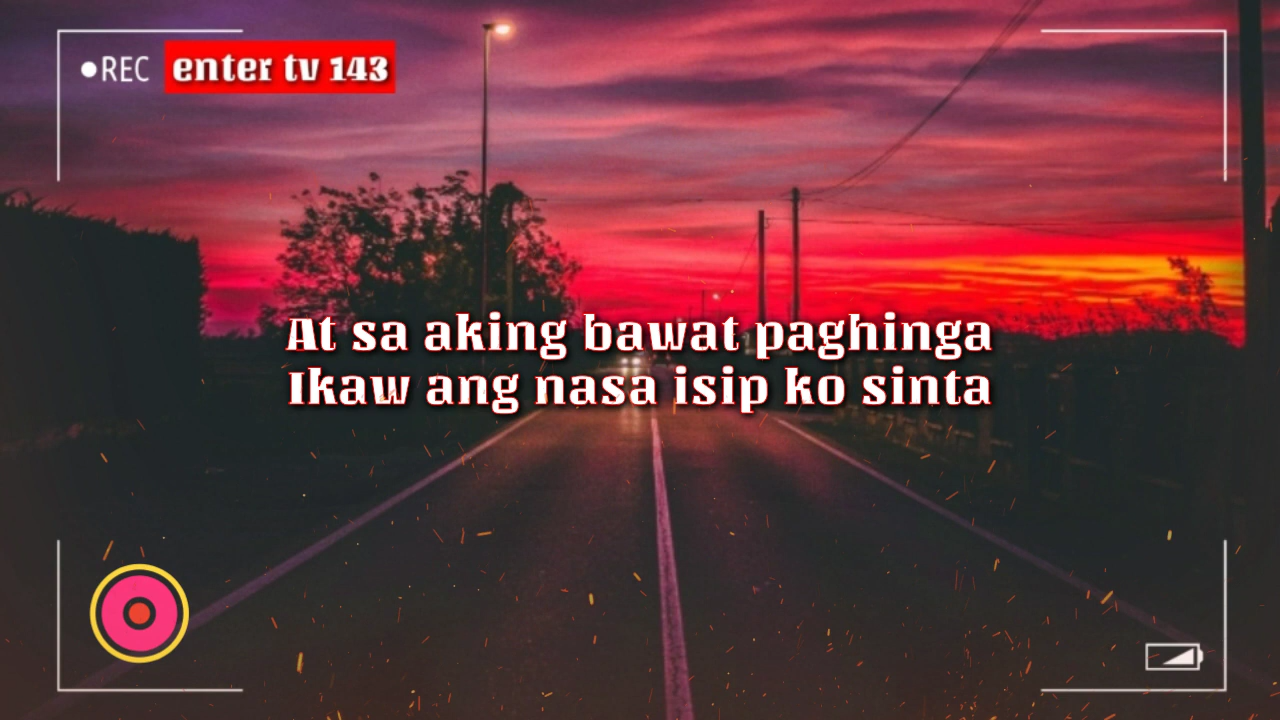 REC enter tv 143
At sa aking bawat paghinga
Ikaw ang nasa isip ko sinta